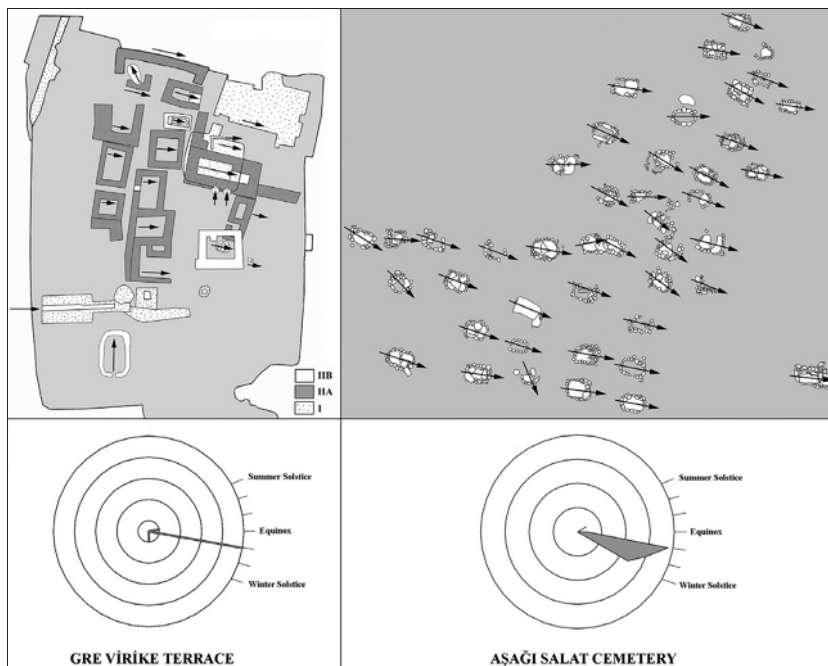 IIB
IIA
I
Summer Solstice
Equinox
Winter Solstice
GRE VİRİKE TERRACE
Summer Solstice
Equinox
Winter Solstice
AŞAĞI SALAT CEMETERY